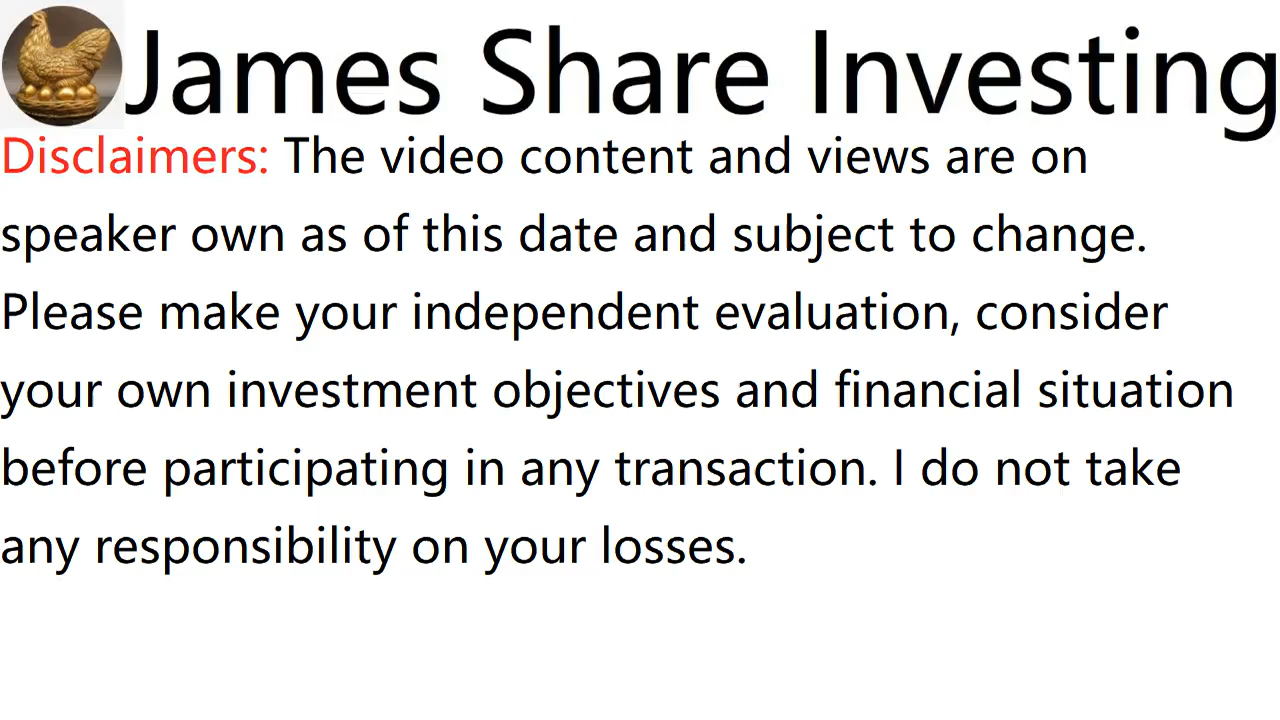 James Share Investing
Disclaimers: The video content and views are on
speaker own as of this date and subject to change.
Please make your independent evaluation, consider
your own investment objectives and financial situation
before participating in any transaction. I do not take
any responsibility on your losses.